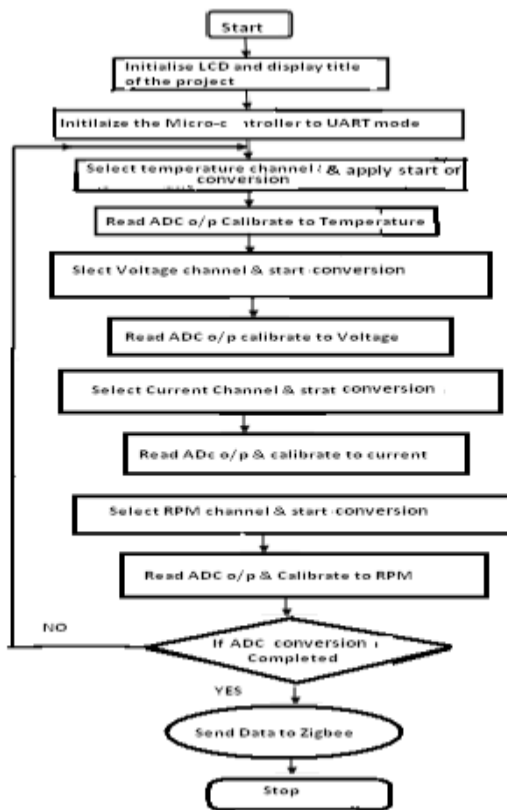 Start
Initialise LCD and display title
of the project
Initilaize the Micro-c ntroller to UART mode
Select temperature channel & apply start or
conversion
Read ADC o/p Calibrate to Temperature
Slect Voltage channel & start conversion
Read ADC o/p calibrate to Voltage
Select Current Channel & strat conversion
Read ADc o/p & calibrate to current
Select RPM channel & start conversion
Read ADC o/p & Calibrate to RPM
NO
If ADC conversion
Completed
YES
Send Data to Zigbee
Stop